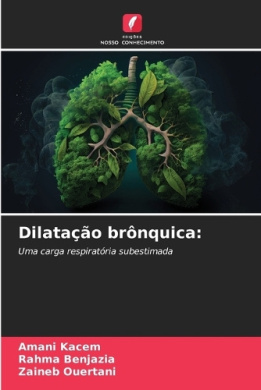 edições
NOSSO CONHECIMENTO
Dilatação brônquica:
Uma carga respiratória subestimada
Amani Kacem
Rahma Benjazia
Zaineb Ouertani